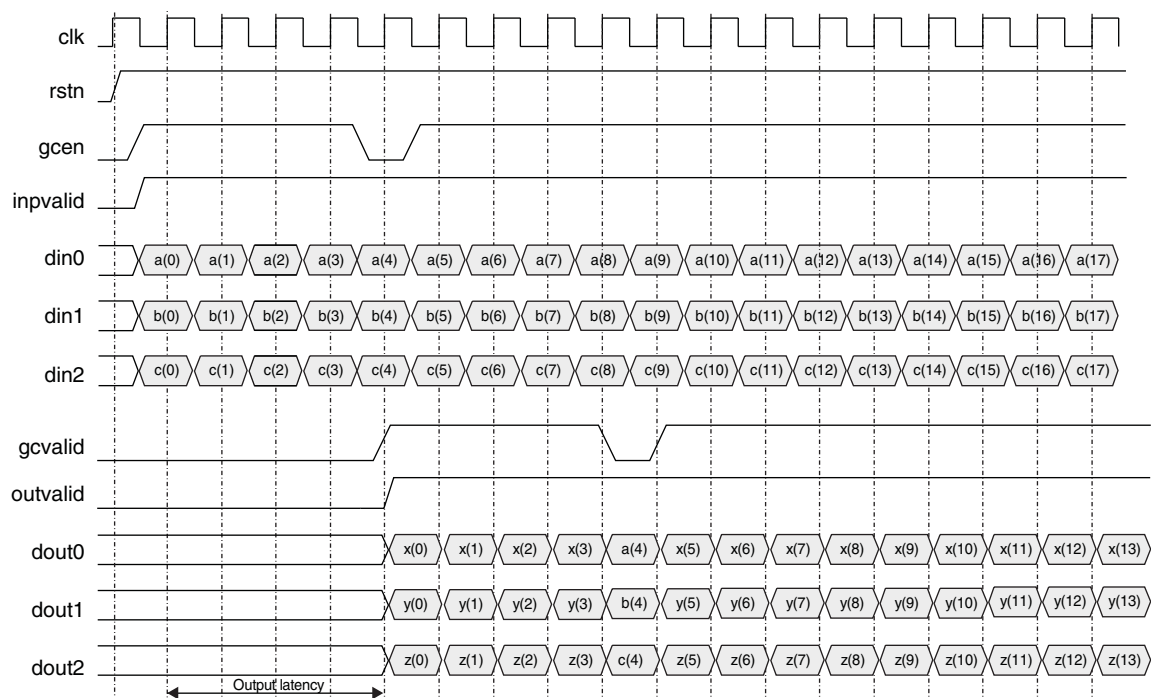 clk
rstn
gcen
inpvalid
din0 a(0) a(1) a(2) a(3) a(4) a(5) a(6) a(7) a(8) a(9) a(10) a(11) a(12) a(13) a(14) a(15) a(16) a(17)
din1 b(0) b(1) b(2) b(3) b(4) b(5) b(6) b(7) b(8) b(9) b(10) b(11) b(12) b(13) b(14) b(15) b(16) b(17)
din2 c(0) c(1) c(2) c(3) c(4) c(5) c(6) c(7) c(8) c(9) c(10) c(11) c(12) c(13) c(14) c(15) c(16) c(17)
gcvalid
outvalid
dout0 x(0) x(1) x(2) x(3) a(4) x(5) x(6) x(7) x(8) x(9) x(10) x(11) x(12) x(13)
dout1 y(0) y(1) y(2) y(3) b(4) y(5) y(6) y(7) y(8) y(9) y(10) y(11) y(12) y(13)
dout2 z(0) z(1) z(2) z(3) c(4) z(5) z(6) z(7) z(8) z(9) z(10) z(11) z(12) z(13)
Output latency